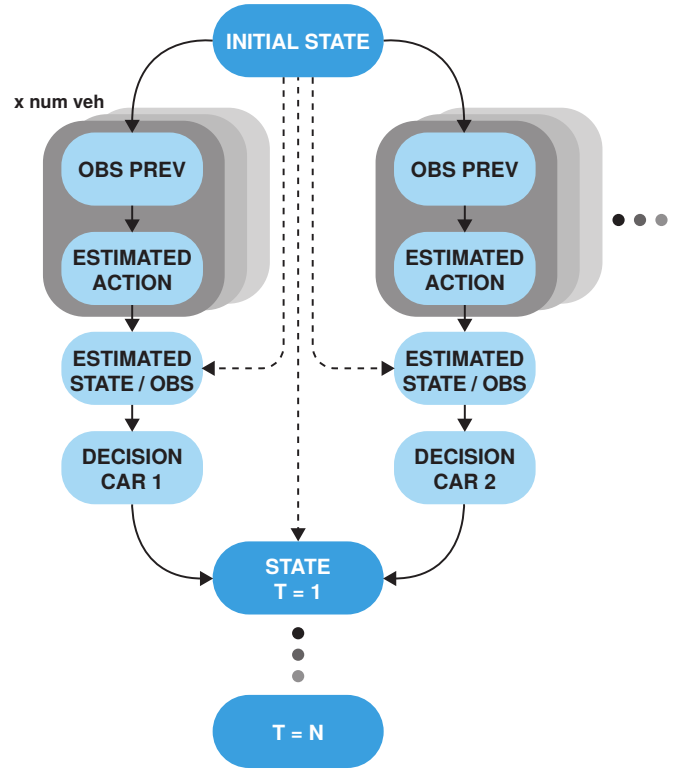 INITIAL STATE
x num veh
OBS PREV
ESTIMATED
ACTION
ESTIMATED
STATE / OBS
DECISION
CAR 1
OBS PREV
ESTIMATED
ACTION
ESTIMATED
STATE / OBS
DECISION
CAR 2
STATE
T = 1
T = N